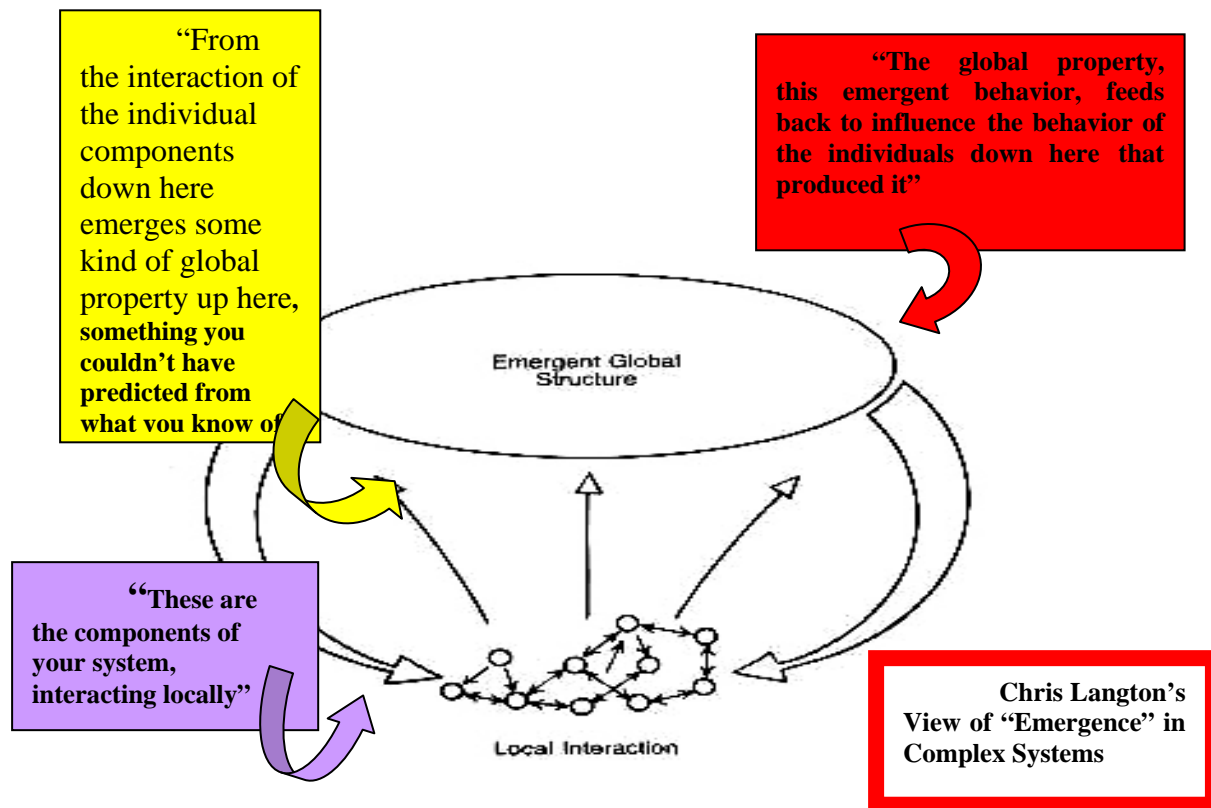 “From
the interaction of
the individual
components
down here
emerges some
kind of global
property up here,
something you
couldn’t have
predicted from
what you know of
“The global property,
this emergent behavior, feeds
back to influence the behavior of
the individuals down here that
produced it”
Emergent Global
Structure
“These are
the components of
your system,
interacting locally”
Local Interaction
Chris Langton’s
View of “Emergence” in
Complex Systems